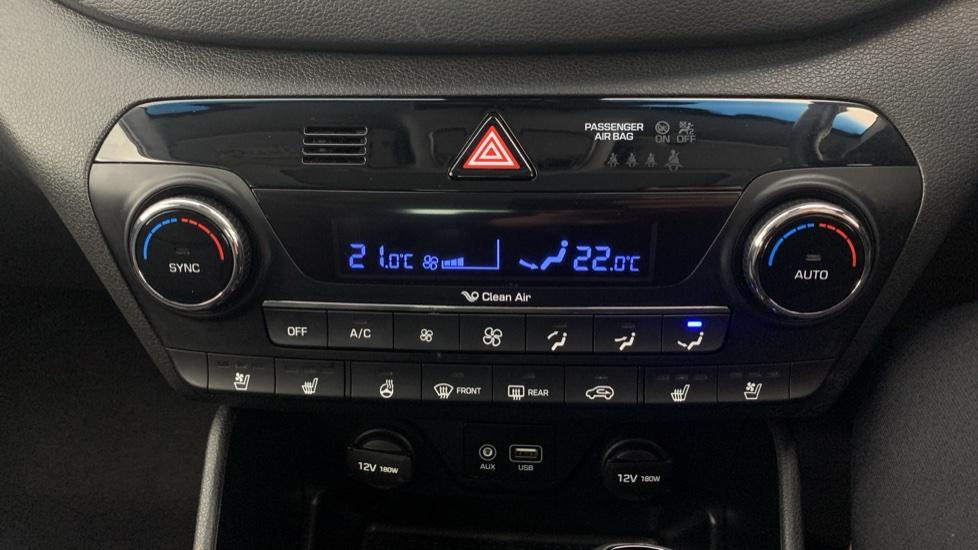 PASSENGER
AIR BAG
ON OFF
SYNC
21.0°C
22.0°C
AUTO
Clean Air
OFF
A/C
FRONT
REAR
12V 180W
AUX
USB
12V 180W